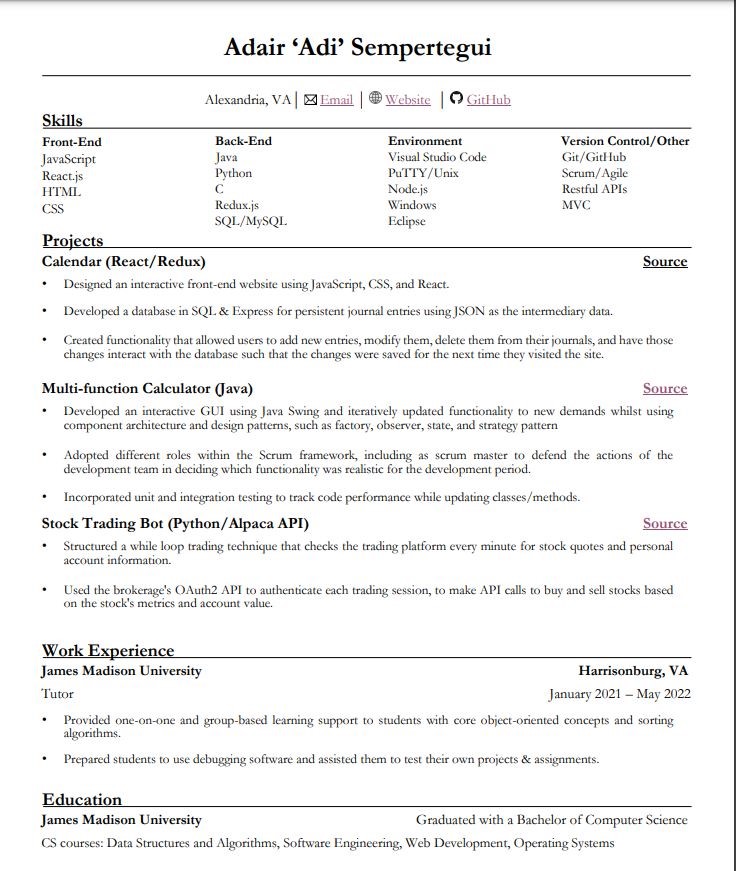 Adair ‘Adi’ Sempertegui
Alexandria, VA | Email | Website | GitHub
Skills
Front-End Back-End Environment Version Control/Other
JavaScript Java Visual Studio Code Git/GitHub
React.js Python PuTTY/Unix Scrum/Agile
HTML C Node.js Restful APIs
CSS Redux.js Windows MVC
SQL/MySQL Eclipse
Projects
Calendar (React/Redux) Source
• Designed an interactive front-end website using JavaScript, CSS, and React.
• Developed a database in SQL & Express for persistent journal entries using JSON as the intermediary data.
• Created functionality that allowed users to add new entries, modify them, delete them from their journals, and have those
changes interact with the database such that the changes were saved for the next time they visited the site.
Multi-function Calculator (Java) Source
• Developed an interactive GUI using Java Swing and iteratively updated functionality to new demands whilst using
component architecture and design patterns, such as factory, observer, state, and strategy pattern
• Adopted different roles within the Scrum framework, including as scrum master to defend the actions of the
development team in deciding which functionality was realistic for the development period.
• Incorporated unit and integration testing to track code performance while updating classes/methods.
Stock Trading Bot (Python/Alpaca API) Source
• Structured a while loop trading technique that checks the trading platform every minute for stock quotes and personal
account information.
• Used the brokerage's OAuth2 API to authenticate each trading session, to make API calls to buy and sell stocks based
on the stock's metrics and account value.
Work Experience
James Madison University Harrisonburg, VA
Tutor January 2021 – May 2022
• Provided one-on-one and group-based learning support to students with core object-oriented concepts and sorting
algorithms.
• Prepared students to use debugging software and assisted them to test their own projects & assignments.
Education
James Madison University Graduated with a Bachelor of Computer Science
CS courses: Data Structures and Algorithms, Software Engineering, Web Development, Operating Systems